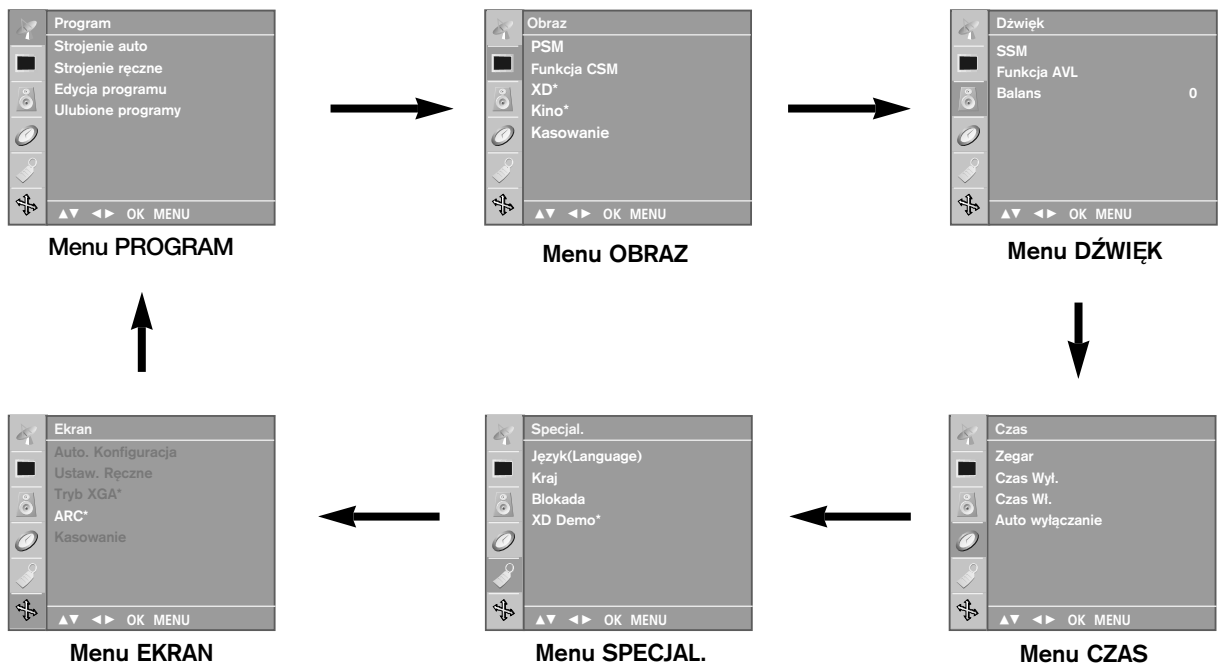 Program
Strojenie auto
Strojenie ręczne
Edycja programu
Ulubione programy
▲▼ ◄► OK MENU
Menu PROGRAM
Obraz
PSM
Funkcja CSM
XD*
Kino*
Kasowanie
▲▼ ◄► OK MENU
Menu OBRAZ
Dźwięk
SSM
Funkcja AVL
Balans 0
▲▼ ◄► OK MENU
Menu DŹWIĘK
Ekran
Auto. Konfiguracja
Ustaw. Ręczne
Tryb XGA*
ARC*
Kasowanie
▲▼ ◄► OK MENU
Menu EKRAN
Specjal.
Język(Language)
Kraj
Blokada
XD Demo*
▲▼ ◄► OK MENU
Menu SPECJAL.
Czas
Zegar
Czas Wył.
Czas Wł.
Auto wyłączanie
▲▼ ◄► OK MENU
Menu CZAS